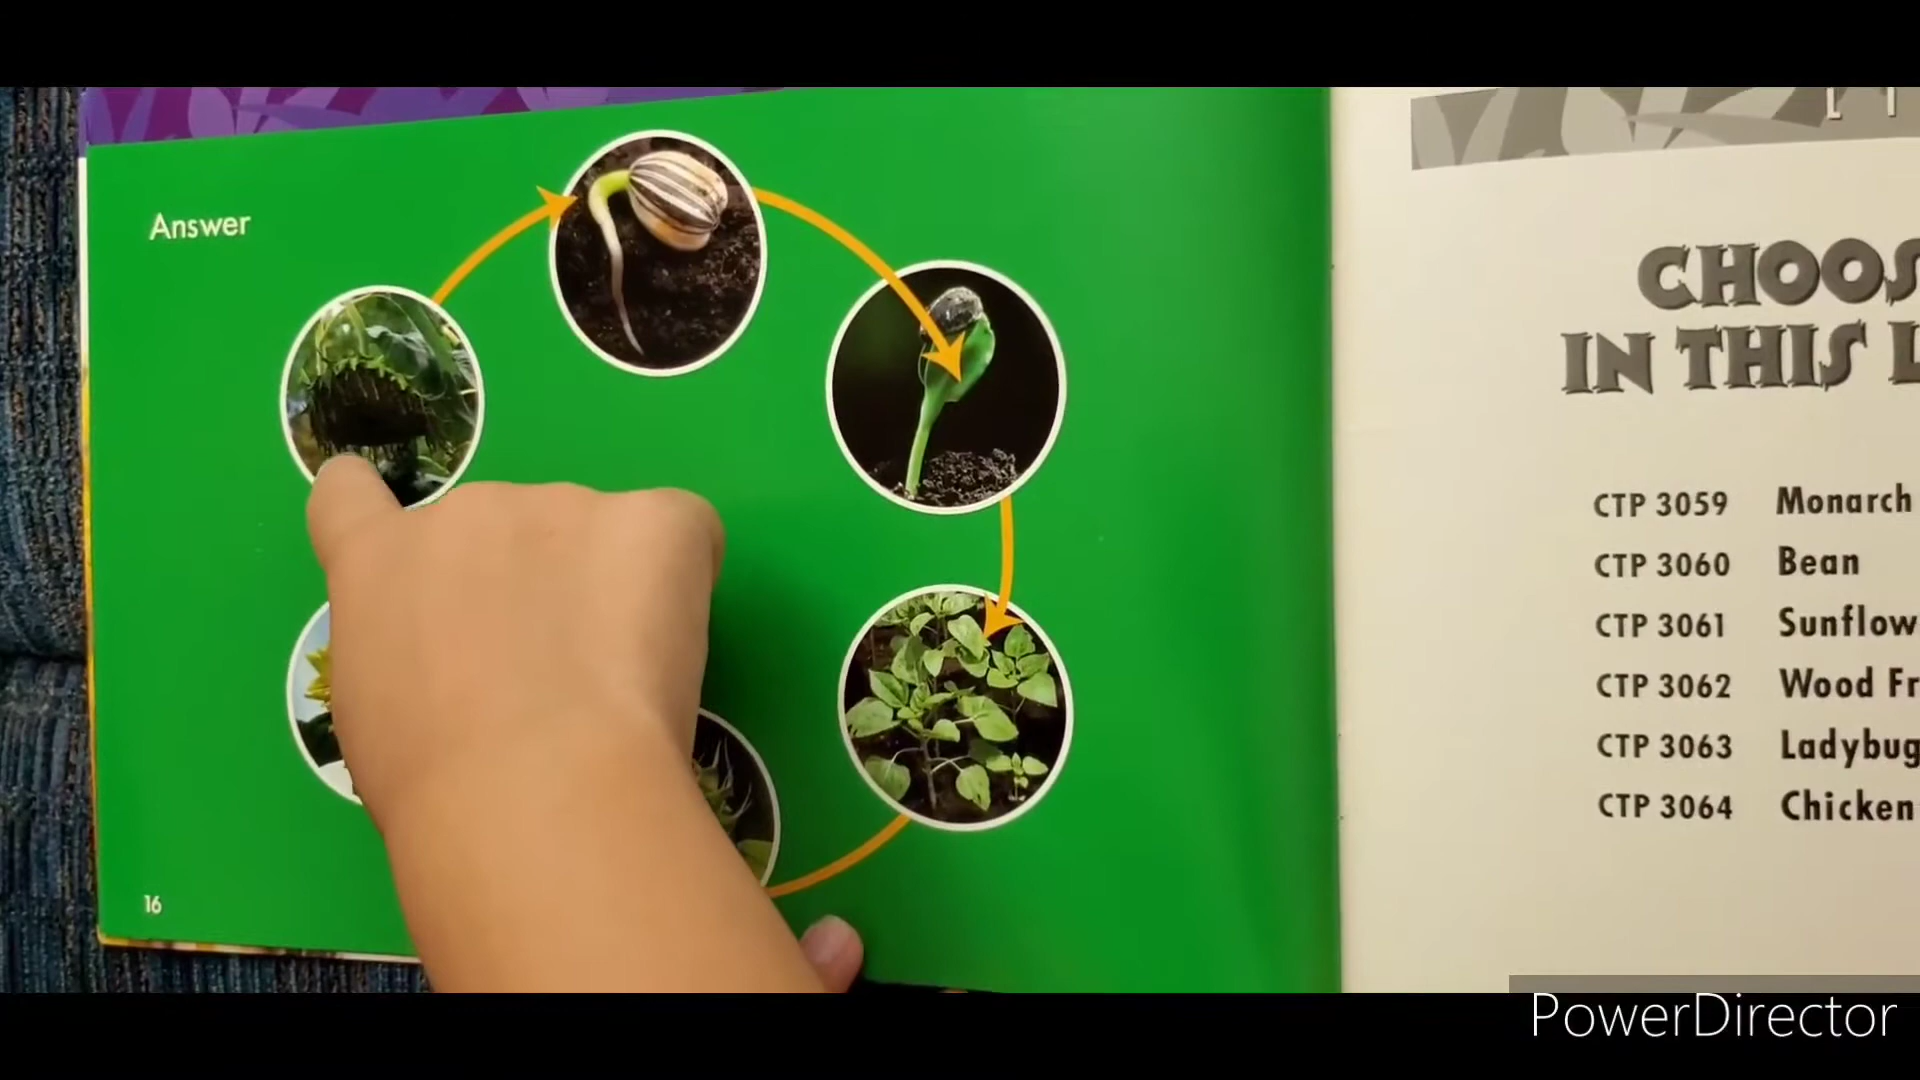 Answer
16
CHOOS
IN THIS L
CTP 3059 Monarch
CTP 3060 Bean
CTP 3061 Sunflow
CTP 3062 Wood Fr
CTP 3063 Ladybug
CTP 3064 Chicken
PowerDirector